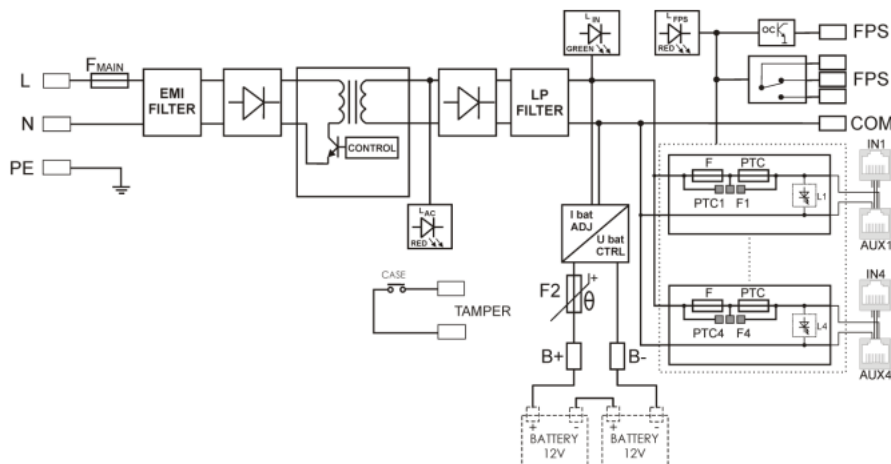 L IN
GREEN
L FPS
RED
OC
FPS
FPS
COM
L
F MAIN
N
PE
EMI
FILTER
CONTROL
LP
FILTER
L AC
RED
I bat
ADJ
U bat
CTRL
CASE
TAMPER
F2
I+
θ
B+
B-
+
-
BATTERY
12V
+
-
BATTERY
12V
F
PTC
PTC1
F1
L1
IN1
AUX1
F
PTC
PTC4
F4
L4
IN4
AUX4